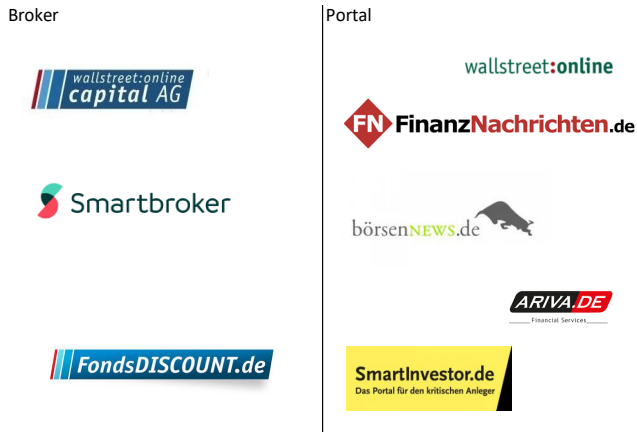 Broker
wallstreet:online
capital AG
Smartbroker
FondsDISCOUNT.de
Portal
wallstreet:online
FN FinanzNachrichten.de
börsenNEWS.de
ARIVA.DE
Financial Services
SmartInvestor.de
Das Portal für den kritischen Anleger